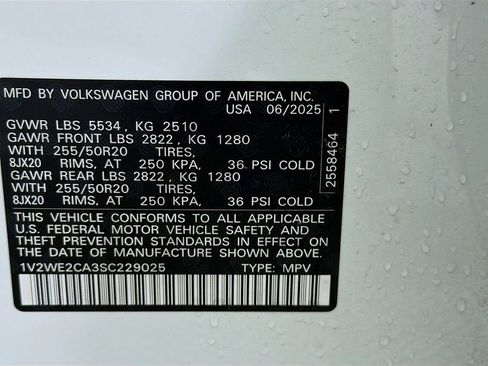 MFD BY VOLKSWAGEN GROUP OF AMERICA, INC.
USA 06/2025
GVWR LBS 5534 , KG 2510
GAWR FRONT LBS 2822 , KG 1280
WITH 255/50R20 TIRES,
8JX20 RIMS, AT 250 KPA, 36 PSI COLD
GAWR REAR LBS 2822 , KG 1280
WITH 255/50R20 TIRES,
8JX20 RIMS, AT 250 KPA, 36 PSI COLD
THIS VEHICLE CONFORMS TO ALL APPLICABLE
U.S. FEDERAL MOTOR VEHICLE SAFETY AND
THEFT PREVENTION STANDARDS IN EFFECT ON
THE DATE OF MANUFACTURE SHOWN ABOVE.
1V2WE2CA3SC229025 TYPE: MPV
2558464 1